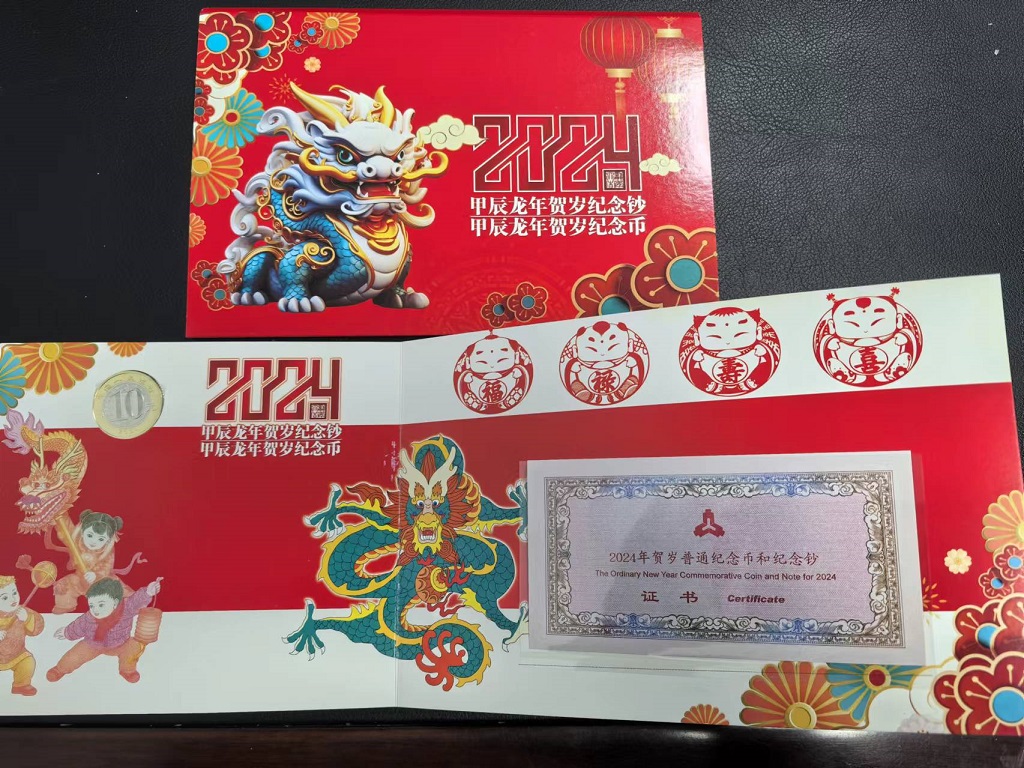 2024
甲辰龙年贺岁纪念钞
甲辰龙年贺岁纪念币
福
禄
寿
喜
10
2024
甲辰龙年贺岁纪念钞
甲辰龙年贺岁纪念币
2024年贺岁普通纪念币和纪念钞
The Ordinary New Year Commemorative Coin and Note for 2024
证 书 Certificate